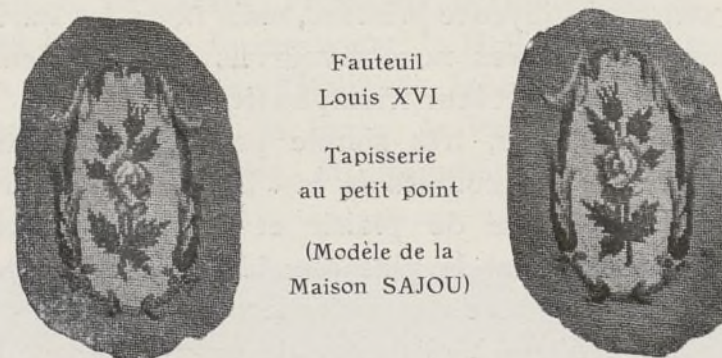 Fauteuil
Louis XVI
Tapisserie
au petit point
(Modèle de la
Maison SAJOU)